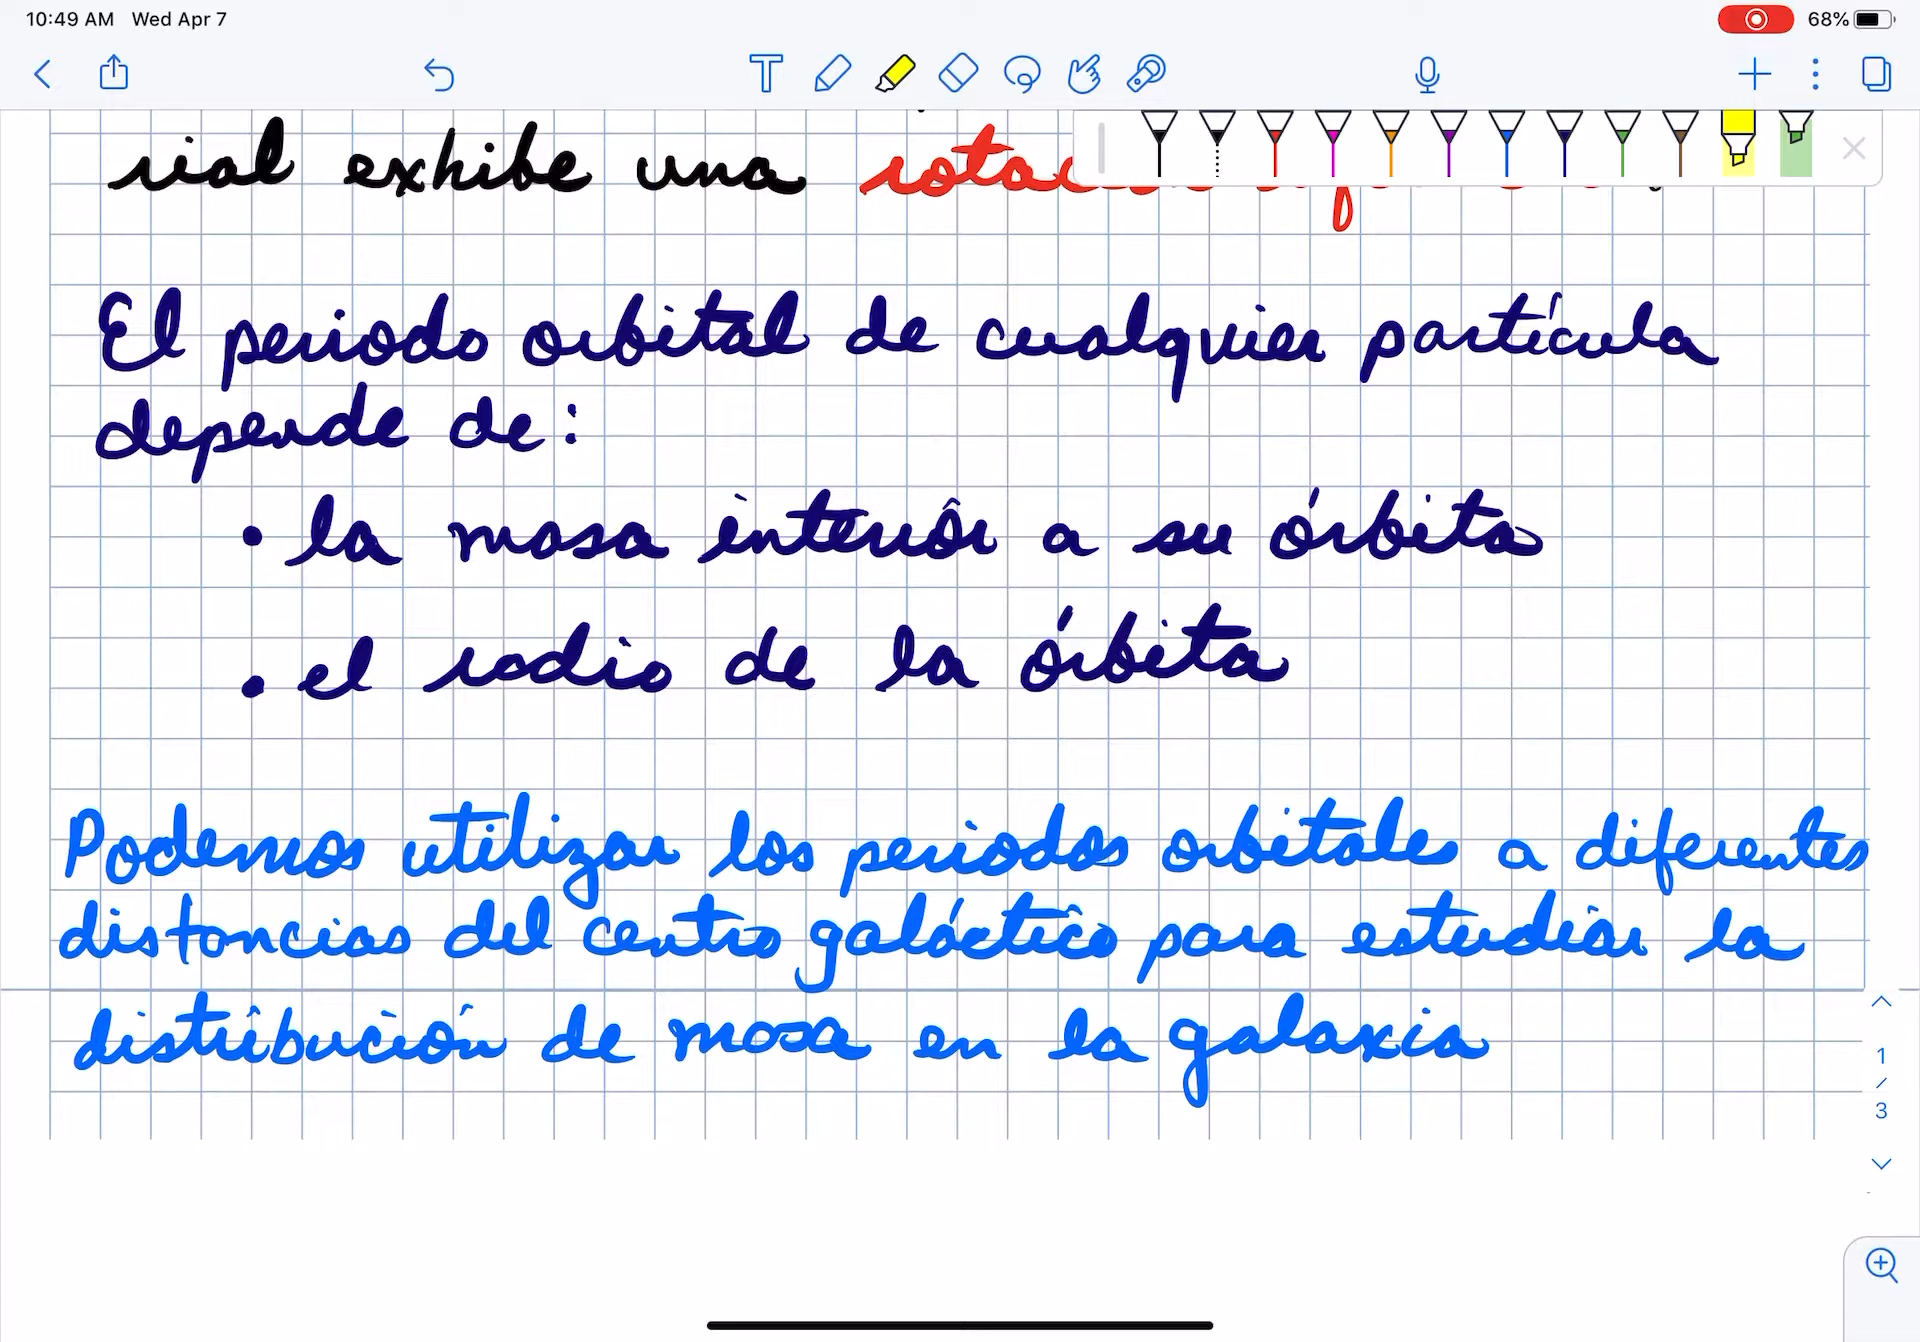 10:49 AM Wed Apr 7
68%
rial exhibe una
El periodo orbital de cualquier partícula
depende de:
• la masa interior a su órbita
• el radio de la órbita
Podemos utilizar los periodos orbitales a diferentes
distancias del centro galáctico para estudiar la
distribución de masa en la galaxia
1
/
3